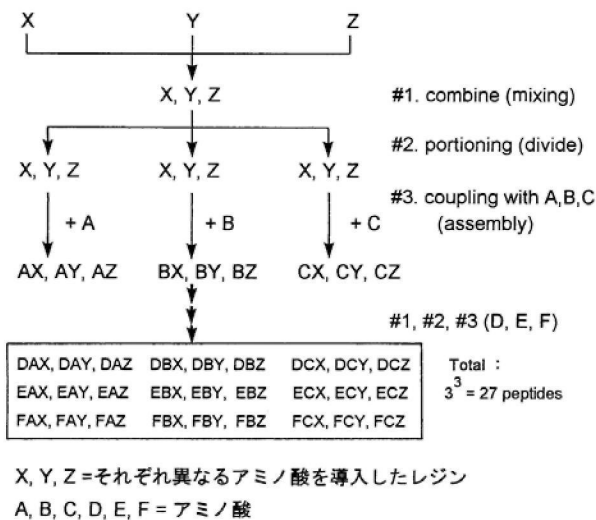 X Y Z
X, Y, Z #1. combine (mixing)
#2. portioning (divide)
X, Y, Z X, Y, Z X, Y, Z
#3. coupling with A,B,C
(assembly)
+ A + B + C
AX, AY, AZ BX, BY, BZ CX, CY, CZ
#1, #2, #3 (D, E, F)
DAX, DAY, DAZ DBX, DBY, DBZ DCX, DCY, DCZ
EAX, EAY, EAZ EBX, EBY, EBZ ECX, ECY, ECZ
FAX, FAY, FAZ FBX, FBY, FBZ FCX, FCY, FCZ
Total :
3³ = 27 peptides
X, Y, Z =それぞれ異なるアミノ酸を導入したレジン
A, B, C, D, E, F = アミノ酸